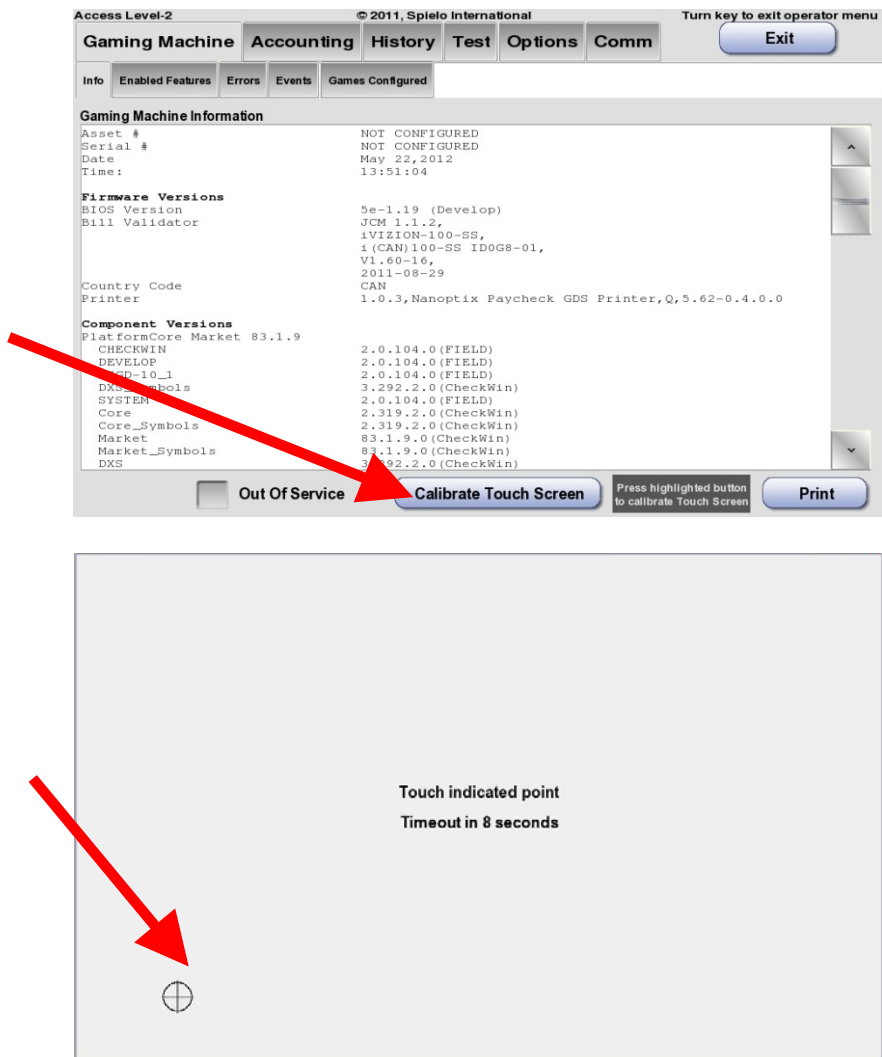 Access Level-2 © 2011, Spielo International Turn key to exit operator menu
Gaming Machine Accounting History Test Options Comm Exit
Info Enabled Features Errors Events Games Configured
Gaming Machine Information
Asset # NOT CONFIGURED
Serial # NOT CONFIGURED
Date May 22,2012
Time: 13:51:04
Firmware Versions
BIOS Version 5e-1.19 (Develop)
Bill Validator JCM 1.1.2,
iVIZION-100-SS,
i(CAN)100-SS ID0G8-01,
V1.60-16,
2011-08-29
Country Code CAN
Printer 1.0.3,Nanoptix Paycheck GDS Printer,Q,5.62-0.4.0.0
Component Versions
PlatformCore Market 83.1.9
CHECKWIN 2.0.104.0(FIELD)
DEVELOP 2.0.104.0(FIELD)
2.0.104.0(FIELD)
3.292.2.0(CheckWin)
SYSTEM 2.0.104.0(FIELD)
Core 2.319.2.0(CheckWin)
Core_Symbols 2.319.2.0(CheckWin)
Market 83.1.9.0(CheckWin)
Market_Symbols 83.1.9.0(CheckWin)
DXS 3.292.2.0(CheckWin)
Out Of Service Calibrate Touch Screen Press highlighted button Print
to calibrate Touch Screen
Touch indicated point
Timeout in 8 seconds